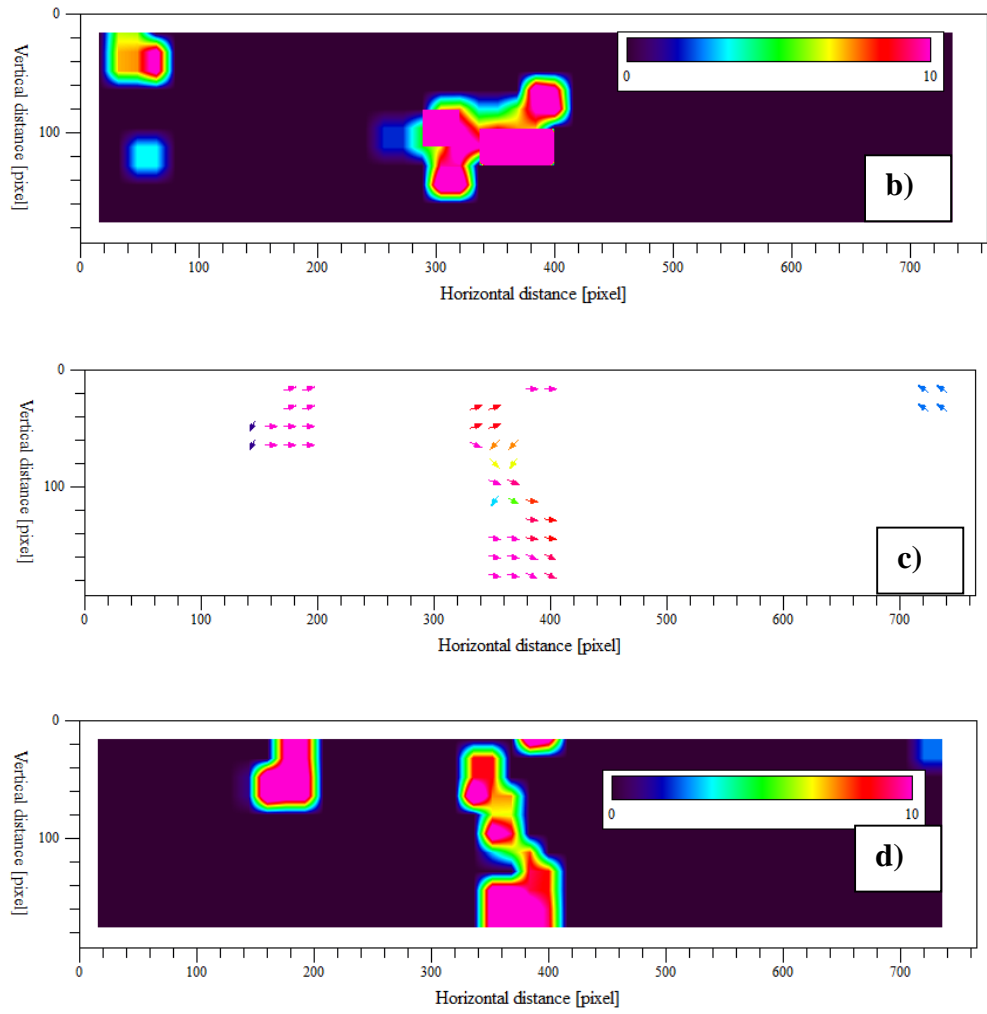 0
100
Vertical distance [pixel]
0 10
b)
0 100 200 300 400 500 600 700
Horizontal distance [pixel]
0
100
Vertical distance [pixel]
c)
0 100 200 300 400 500 600 700
Horizontal distance [pixel]
0
100
Vertical distance [pixel]
0 10
d)
0 100 200 300 400 500 600 700
Horizontal distance [pixel]